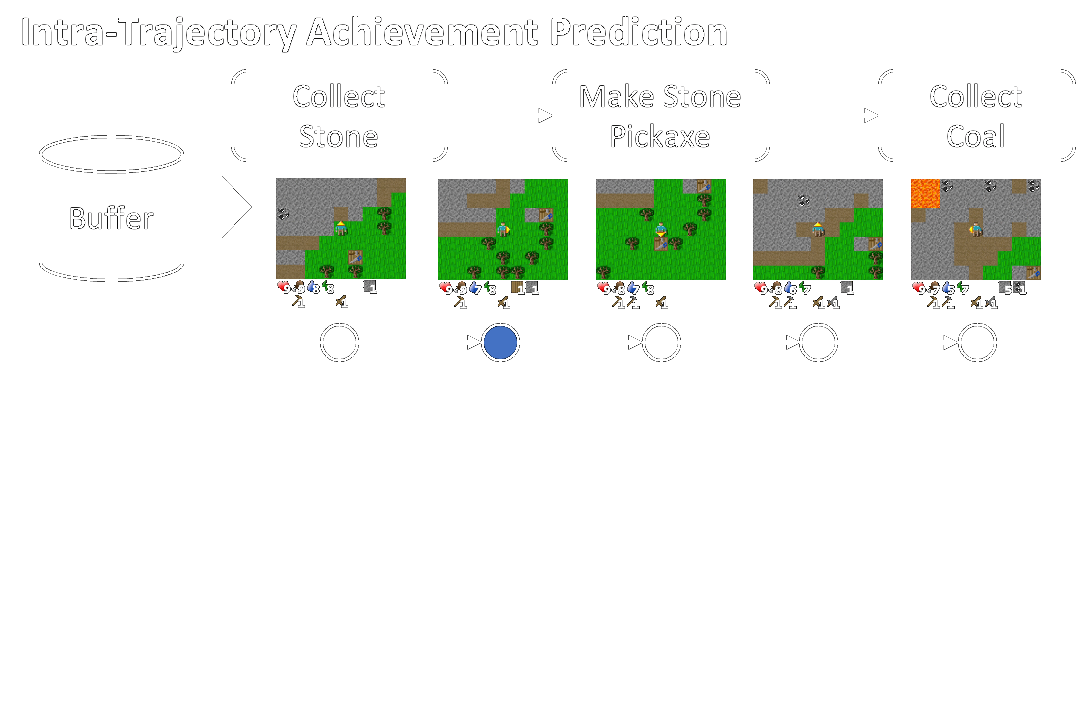 Intra-Trajectory Achievement Prediction
Collect
Stone
Make Stone
Pickaxe
Collect
Coal
Buffer